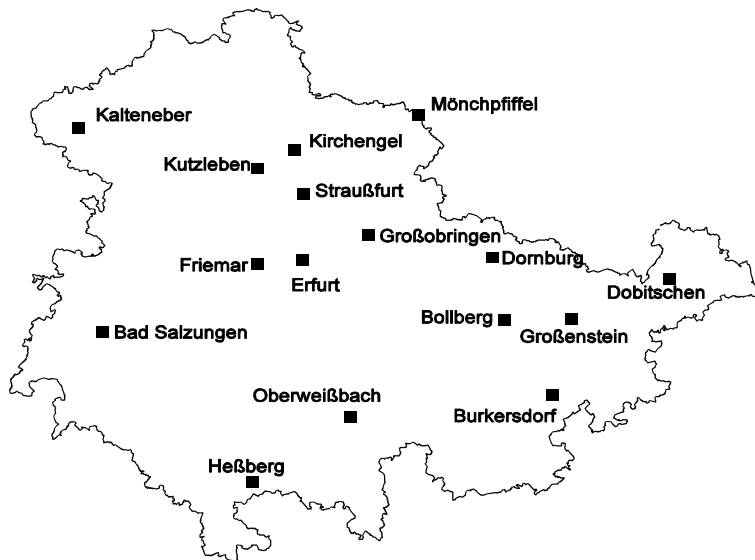 Mönchpfiffel
Kalteneber
Kirchengel
Kutzleben
Straußfurt
Großobringen
Dornburg
Friemar
Erfurt
Dobitschen
Bollberg
Großenstein
Bad Salzungen
Oberweißbach
Burkersdorf
Heßberg